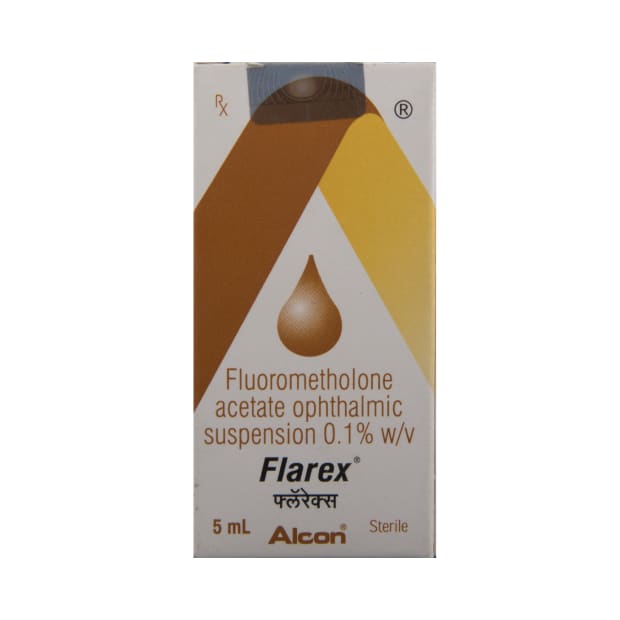 Rx
®
Fluorometholone
acetate ophthalmic
suspension 0.1% w/v
Flarex®
फ्लॅरेक्स
5 mL Alcon® Sterile